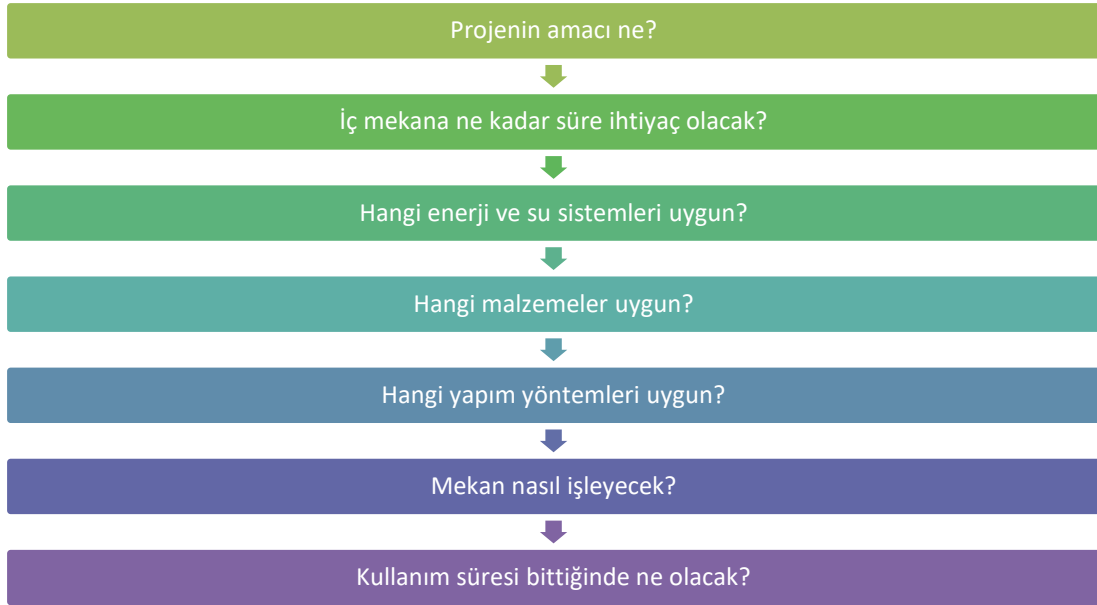 Projenin amacı ne?
İç mekana ne kadar süre ihtiyaç olacak?
Hangi enerji ve su sistemleri uygun?
Hangi malzemeler uygun?
Hangi yapım yöntemleri uygun?
Mekan nasıl işleyecek?
Kullanım süresi bittiğinde ne olacak?